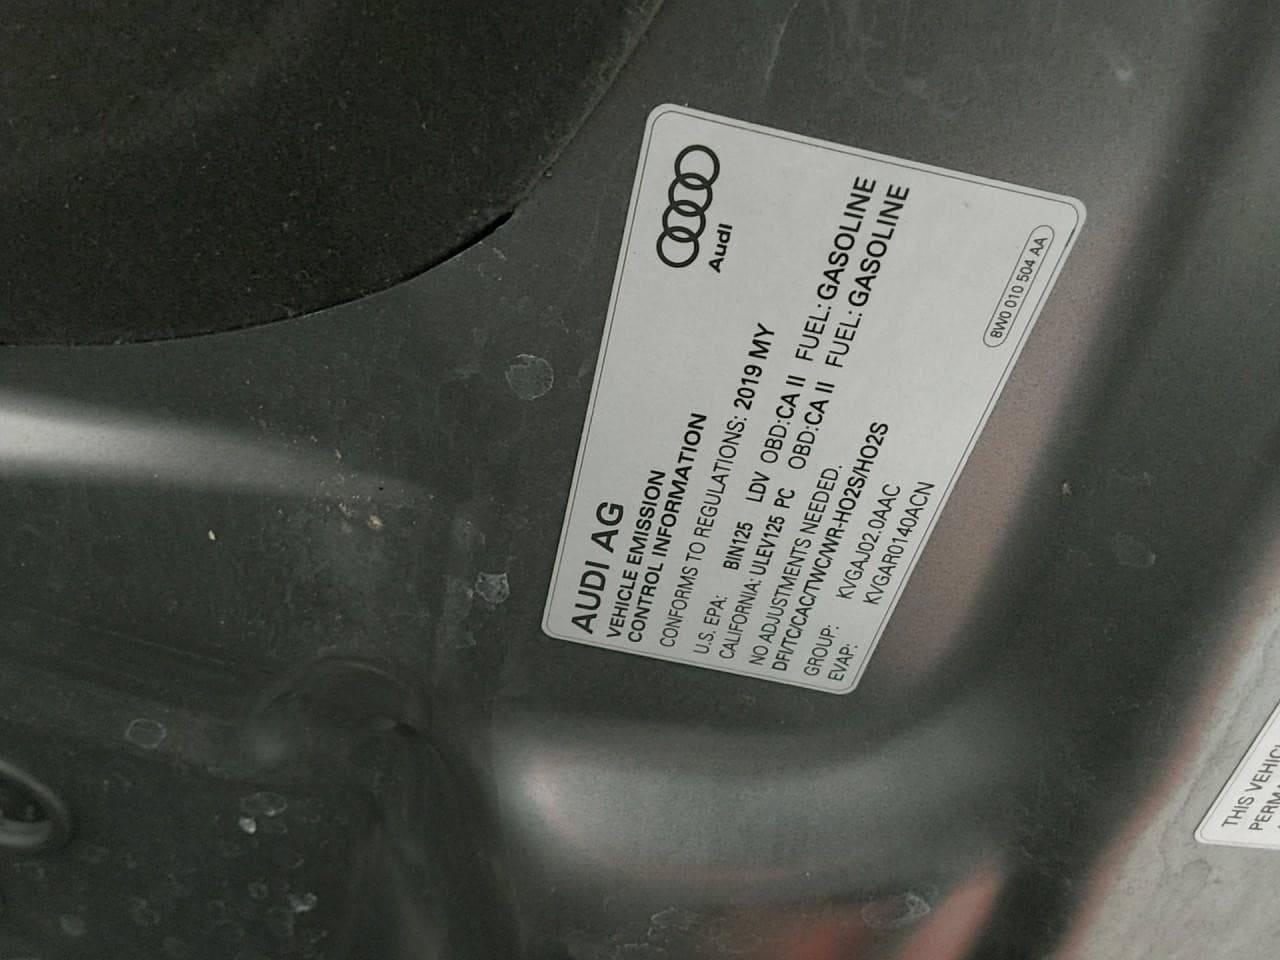 Audi
AUDI AG
VEHICLE EMISSION
CONTROL INFORMATION
CONFORMS TO REGULATIONS: 2019 MY
U.S. EPA: BIN125 LDV OBD:CA II FUEL: GASOLINE
CALIFORNIA: ULEV125 PC OBD:CA II FUEL: GASOLINE
NO ADJUSTMENTS NEEDED.
DFI/TC/CAC/TWC/WR-HO2S/HO2S
GROUP: KVGAJ02.0AAC
EVAP: KVGAR0140ACN
8W0 010 504 AA
THIS VEHICL
PERMA